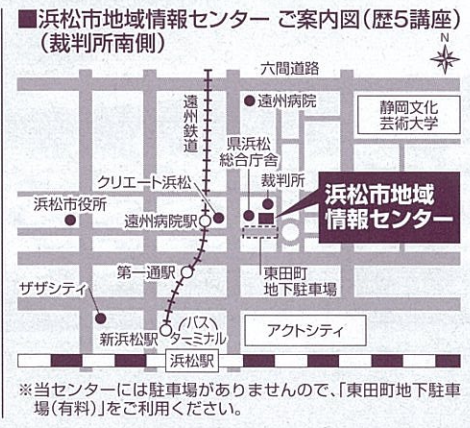 ■浜松市地域情報センター ご案内図(歴5講座)
(裁判所南側)
N
六間道路
遠州鉄道
遠州病院
静岡文化
芸術大学
県浜松
総合庁舎
クリエート浜松
裁判所
浜松市地域
情報センター
浜松市役所
遠州病院駅
第一通駅
東田町
地下駐車場
ザザシティ
新浜松駅
バス
ターミナル
アクトシティ
浜松駅
※当センターには駐車場がありませんので、「東田町地下駐車
場(有料)」をご利用ください。